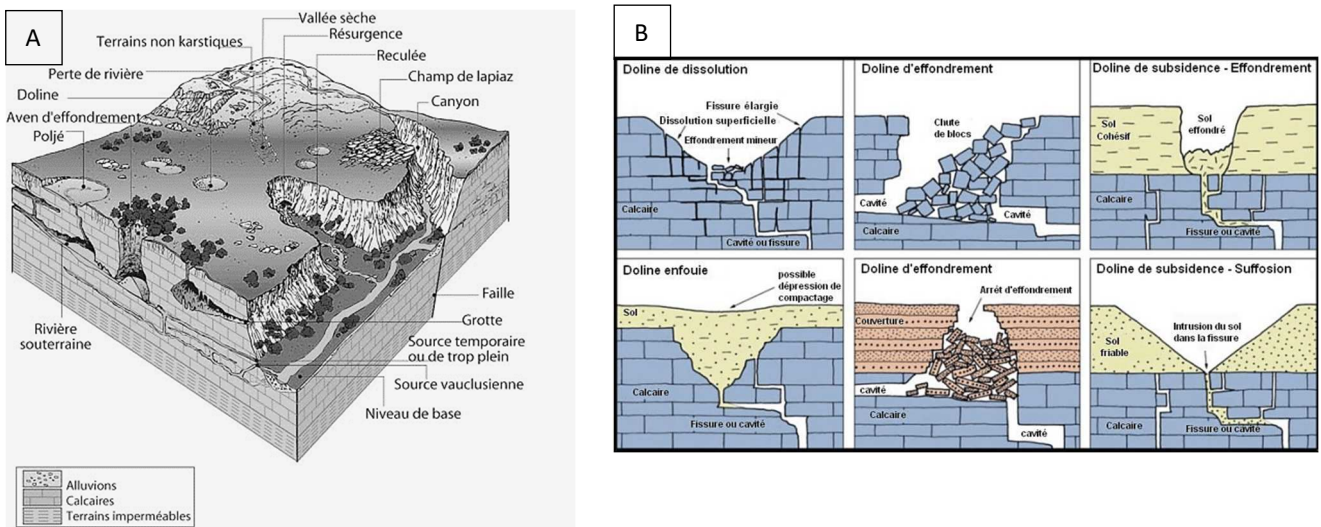 A
Vallée sèche
Résurgence
Terrains non karstiques
Reculée
Perte de rivière
Champ de lapiaz
Doline
Canyon
Aven d'effondrement
Poljé
Faille
Grotte
Rivière
souterraine
Source temporaire
ou de trop plein
Source vauclusienne
Niveau de base
Alluvions
Calcaires
Terrains imperméables
B
Doline de dissolution
Fissure élargie
Dissolution superficielle
Effondrement mineur
Calcaire
Cavité ou fissure
Doline d'effondrement
Chute
de blocs
Cavité
Cavité
Calcaire
Doline de subsidence - Effondrement
Sol
effondré
Sol
Cohésif
Calcaire
Fissure ou cavité
Doline enfouie
possible
dépression de
compactage
Sol
Calcaire
Fissure ou cavité
Doline d'effondrement
Arrét d'effondrement
Couverture
cavité
Calcaire
cavité
Doline de subsidence - Suffosion
Intrusion du sol
dans la fissure
Sol
friable
Calcaire
Fissure ou cavité